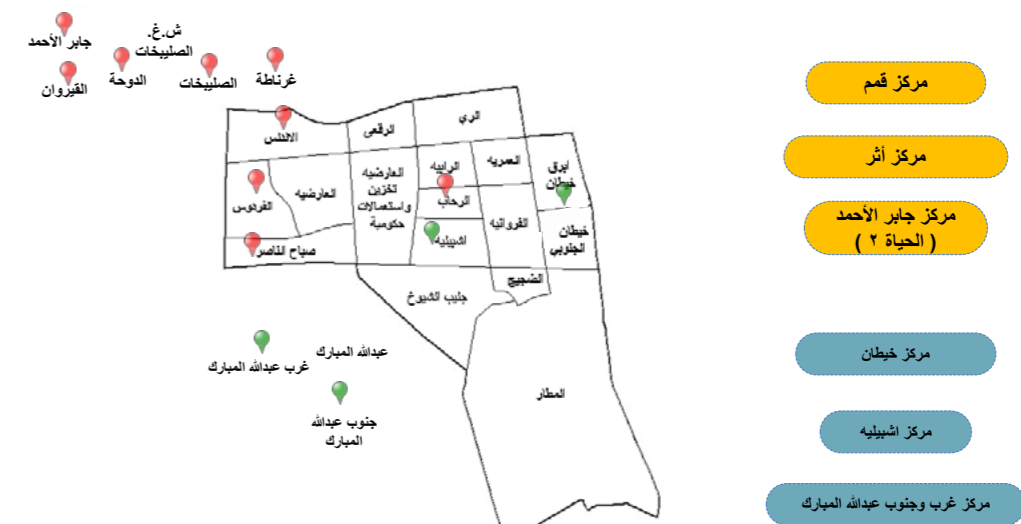 جابر الأحمد
ش.غ.
الصليبخات
القيروان
الدوحة
الصليبخات
غرناطة
الاندلس
الرقعى
الري
الفردوس
العارضيه
العارضيه
تخزين
واستعمالات
حكومية
الرابيه
العمريه
ابرق
خيطان
الرحاب
الفروانيه
اشبيليه
خيطان
الجنوبي
صباح الناصر
الضجيج
جليب الشيوخ
المطار
غرب عبدالله المبارك
عبدالله المبارك
جنوب عبدالله
المبارك
مركز قمم
مركز أثر
مركز جابر الأحمد
( الحياة ٢ )
مركز خيطان
مركز اشبيليه
مركز غرب وجنوب عبدالله المبارك